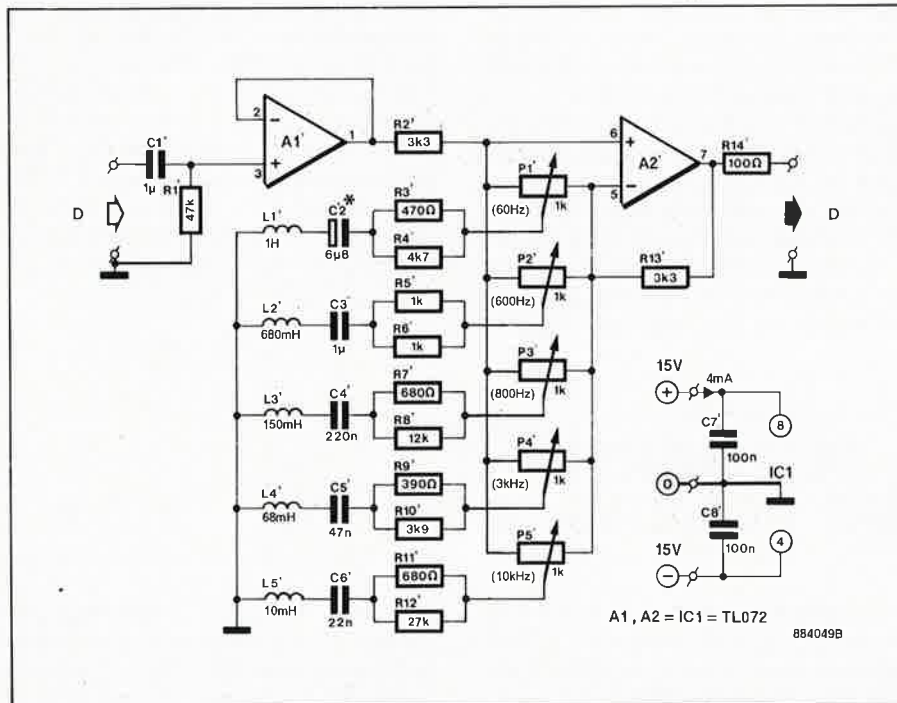 2
−
A1'
1
+
3
C1'
1µ
R1'
47k
D
R2'
3k3
6
+
A2'
7
−
5
R14'
100Ω
D
P1'
(60Hz)
1k
L1'
1H
C2'*
6µ8
R3'
470Ω
R4'
4k7
P2'
(600Hz)
1k
R13'
3k3
L2'
680mH
C3'
1µ
R5'
1k
R6'
1k
P3'
(800Hz)
1k
L3'
150mH
C4'
220n
R7'
680Ω
R8'
12k
P4'
(3kHz)
1k
L4'
68mH
C5'
47n
R9'
390Ω
R10'
3k9
P5'
(10kHz)
1k
L5'
10mH
C6'
22n
R11'
680Ω
R12'
27k
15V
+
4mA
8
C7'
100n
0
IC1
C8'
100n
15V
−
4
A1, A2 = IC1 = TL072
884049B